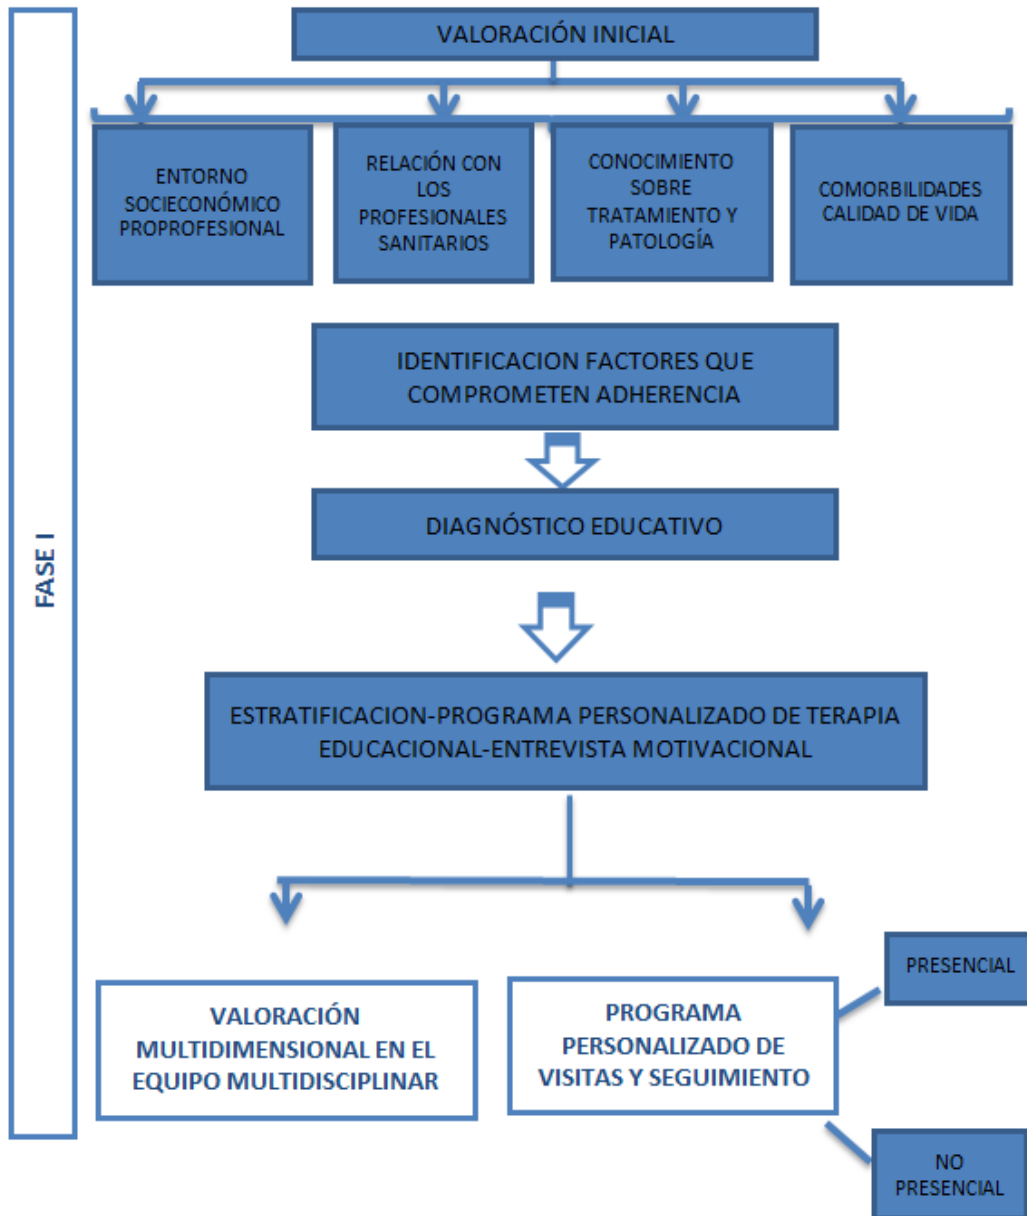 VALORACIÓN INICIAL
ENTORNO
SOCIECONÓMICO
PROPROFESIONAL
RELACIÓN CON
LOS
PROFESIONALES
SANITARIOS
CONOCIMIENTO
SOBRE
TRATAMIENTO Y
PATOLOGÍA
COMORBILIDADES
CALIDAD DE VIDA
IDENTIFICACION FACTORES QUE
COMPROMETEN ADHERENCIA
DIAGNÓSTICO EDUCATIVO
FASE I
ESTRATIFICACION-PROGRAMA PERSONALIZADO DE TERAPIA
EDUCACIONAL-ENTREVISTA MOTIVACIONAL
VALORACIÓN
MULTIDIMENSIONAL EN EL
EQUIPO MULTIDISCIPLINAR
PROGRAMA
PERSONALIZADO DE
VISITAS Y SEGUIMIENTO
PRESENCIAL
NO
PRESENCIAL